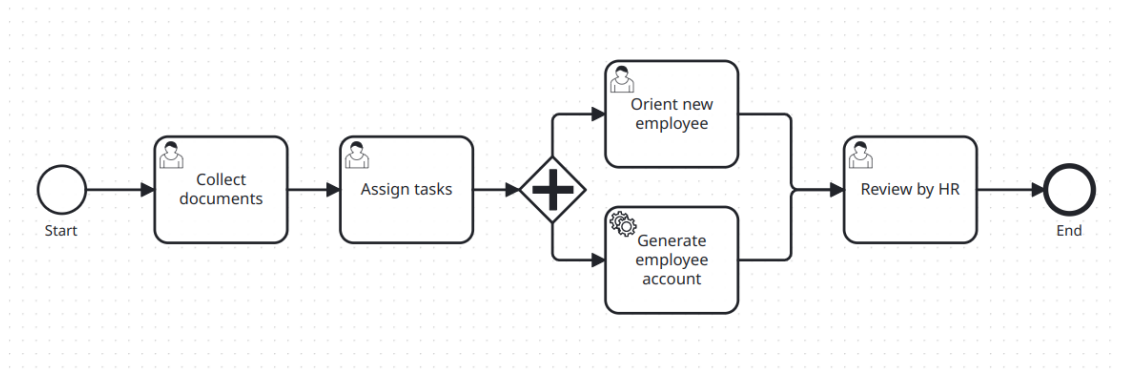 Start
Collect
documents
Assign tasks
Orient new
employee
Generate
employee
account
Review by HR
End